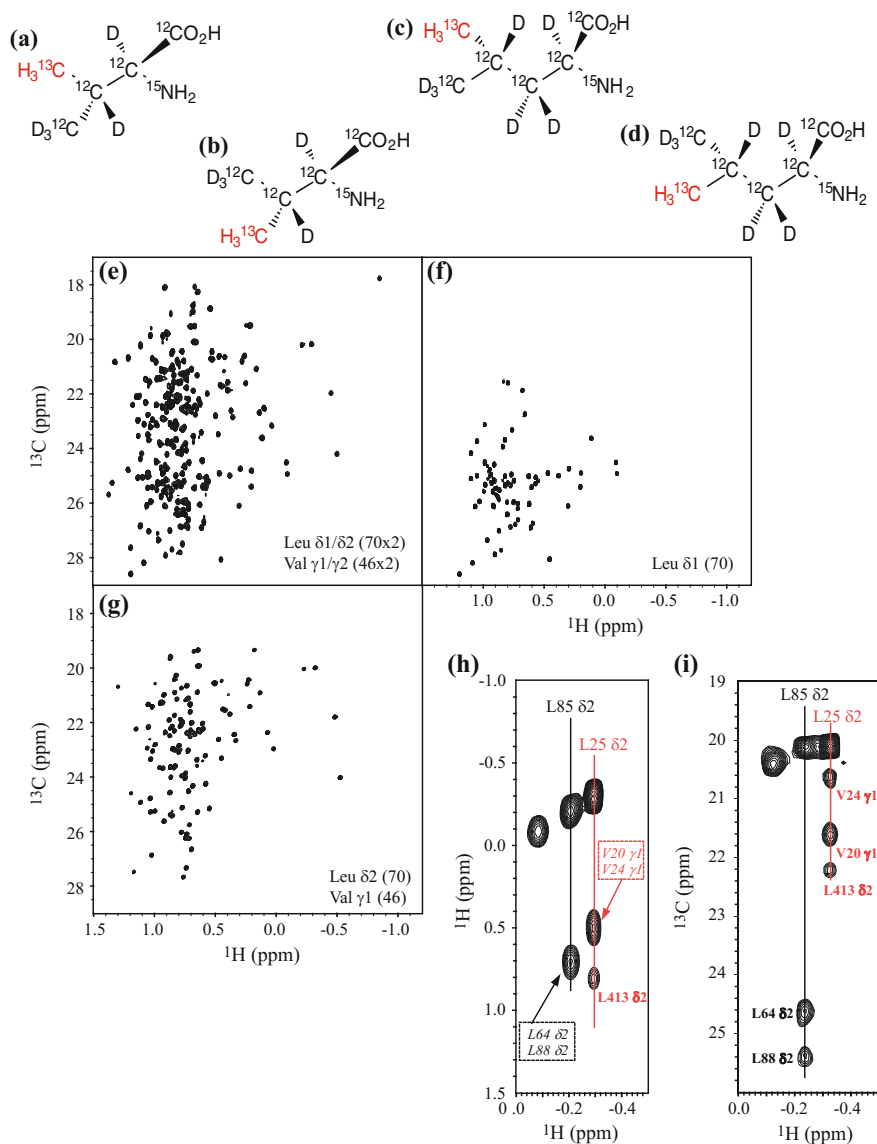 (a)
D
¹²CO₂H
H₃¹³C
¹²C
¹⁵NH₂
¹²C
D₃¹²C
D
(b)
D
¹²CO₂H
D₃¹²C
¹²C
¹⁵NH₂
¹²C
H₃¹³C
D
(c)
H₃¹³C
D
D
¹²CO₂H
¹²C
¹²C
D₃¹²C
¹²C
¹⁵NH₂
D
D
(d)
D₃¹²C
D
D
¹²CO₂H
¹²C
¹²C
H₃¹³C
¹²C
¹⁵NH₂
D
D
(e)
18
20
22
24
26
28
¹³C (ppm)
Leu δ1/δ2 (70x2)
Val γ1/γ2 (46x2)
(f)
Leu δ1 (70)
1.0 0.5 0.0 -0.5 -1.0
¹H (ppm)
(g)
20
22
24
26
28
¹³C (ppm)
Leu δ2 (70)
Val γ1 (46)
1.5 1.0 0.5 0.0 -0.5 -1.0
¹H (ppm)
(h)
-1.0
-0.5
0.0
0.5
1.0
1.5
¹H (ppm)
L85 δ2
L25 δ2
V20 γ1
V24 γ1
L413 δ2
L64 δ2
L88 δ2
0.0 -0.2 -0.4
¹H (ppm)
(i)
19
20
21
22
23
24
25
¹³C (ppm)
L85 δ2
L25 δ2
V24 γ1
V20 γ1
L413 δ2
L64 δ2
L88 δ2
0.0 -0.2 -0.4
¹H (ppm)